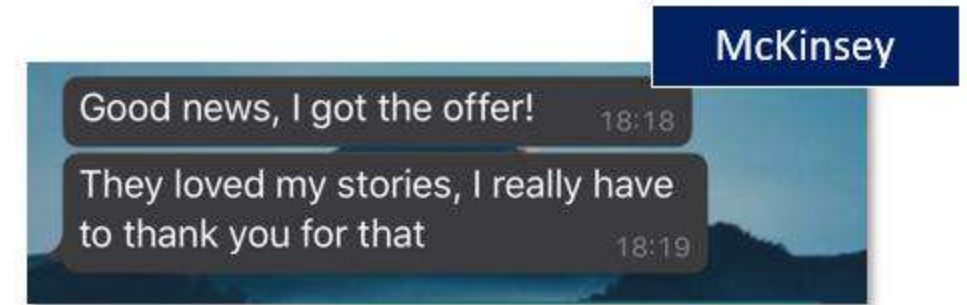 McKinsey
Good news, I got the offer!
18:18
They loved my stories, I really have
to thank you for that
18:19